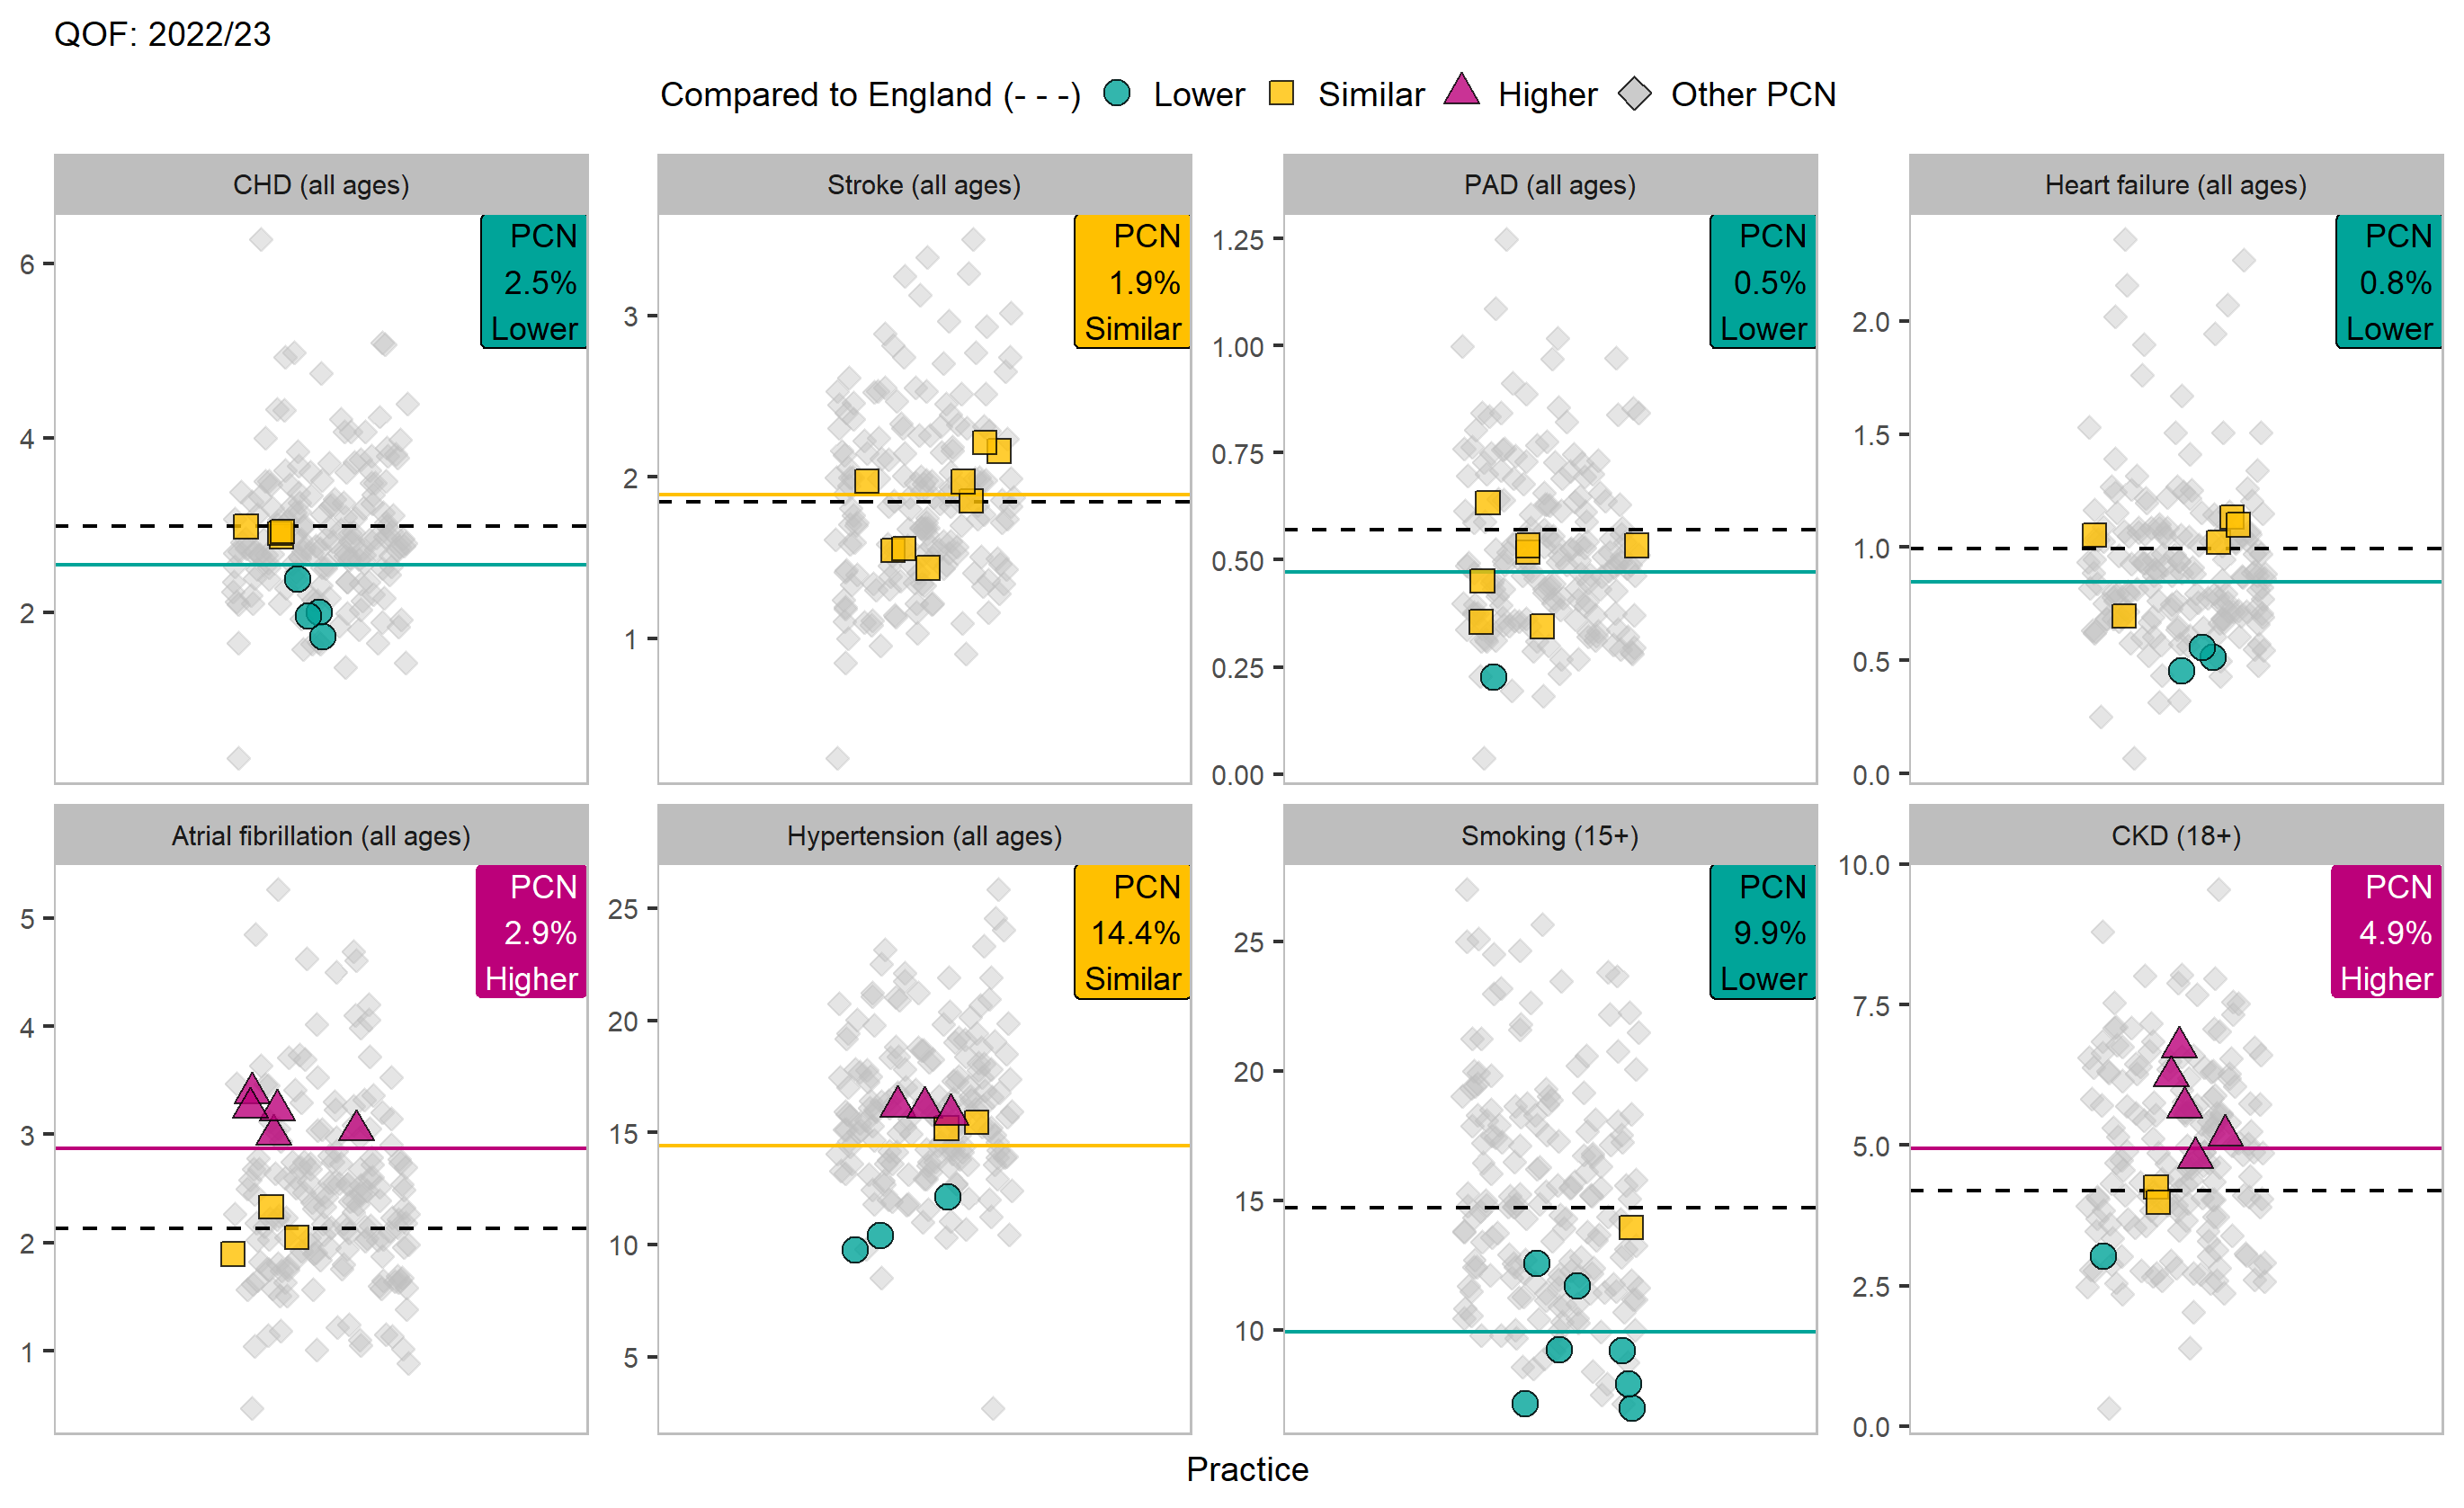 QOF: 2022/23
Compared to England (- - -) Lower Similar Higher Other PCN
CHD (all ages)
6
4
2
PCN
2.5%
Lower
Stroke (all ages)
3
2
1
PCN
1.9%
Similar
PAD (all ages)
1.25
1.00
0.75
0.50
0.25
0.00
PCN
0.5%
Lower
Heart failure (all ages)
2.0
1.5
1.0
0.5
0.0
PCN
0.8%
Lower
Atrial fibrillation (all ages)
5
4
3
2
1
PCN
2.9%
Higher
Hypertension (all ages)
25
20
15
10
5
PCN
14.4%
Similar
Smoking (15+)
25
20
15
10
PCN
9.9%
Lower
CKD (18+)
10.0
7.5
5.0
2.5
0.0
PCN
4.9%
Higher
Practice